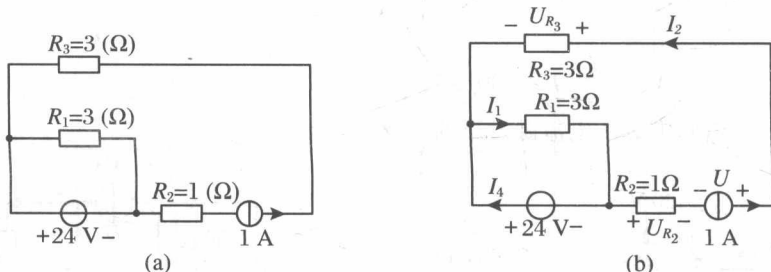 R₃=3 (Ω)
R₁=3 (Ω)
R₂=1 (Ω)
+24 V−
1 A
(a)
− U_R₃ +
I₂
R₃=3Ω
I₁
R₁=3Ω
I₄
R₂=1Ω
− U +
+24 V−
+ U_R₂ −
1 A
(b)